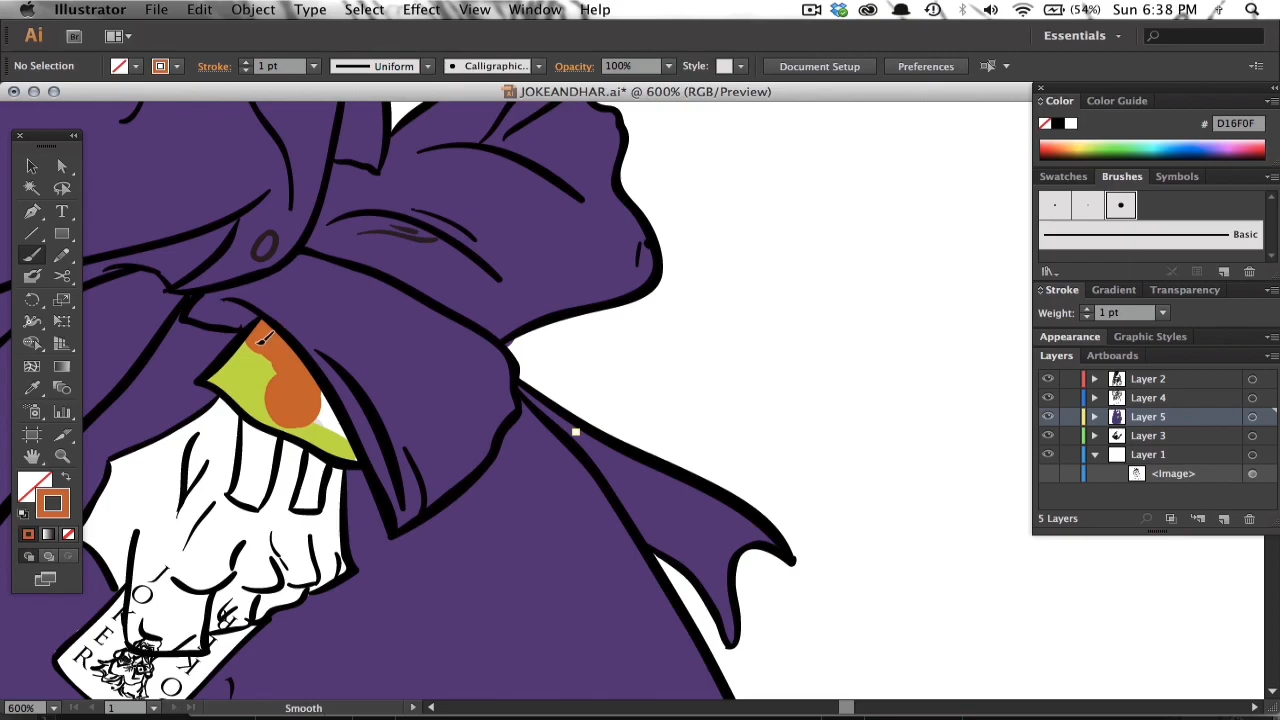 Illustrator File Edit Object Type Select Effect View Window Help (54%) Sun 6:38 PM
Ai Br Essentials
No Selection Stroke: 1 pt Uniform Calligraphic... Opacity: 100% Style: Document Setup Preferences
Ai JOKEANDHAR.ai* @ 600% (RGB/Preview)
Color Color Guide
# D16F0F
Swatches Brushes Symbols
Basic
Stroke Gradient Transparency
Weight: 1 pt
Appearance Graphic Styles
Layers Artboards
Layer 2
Layer 4
Layer 5
Layer 3
Layer 1
<Image>
5 Layers
T
J
O
K
E
R
R
E
K
O
600% 1 Smooth